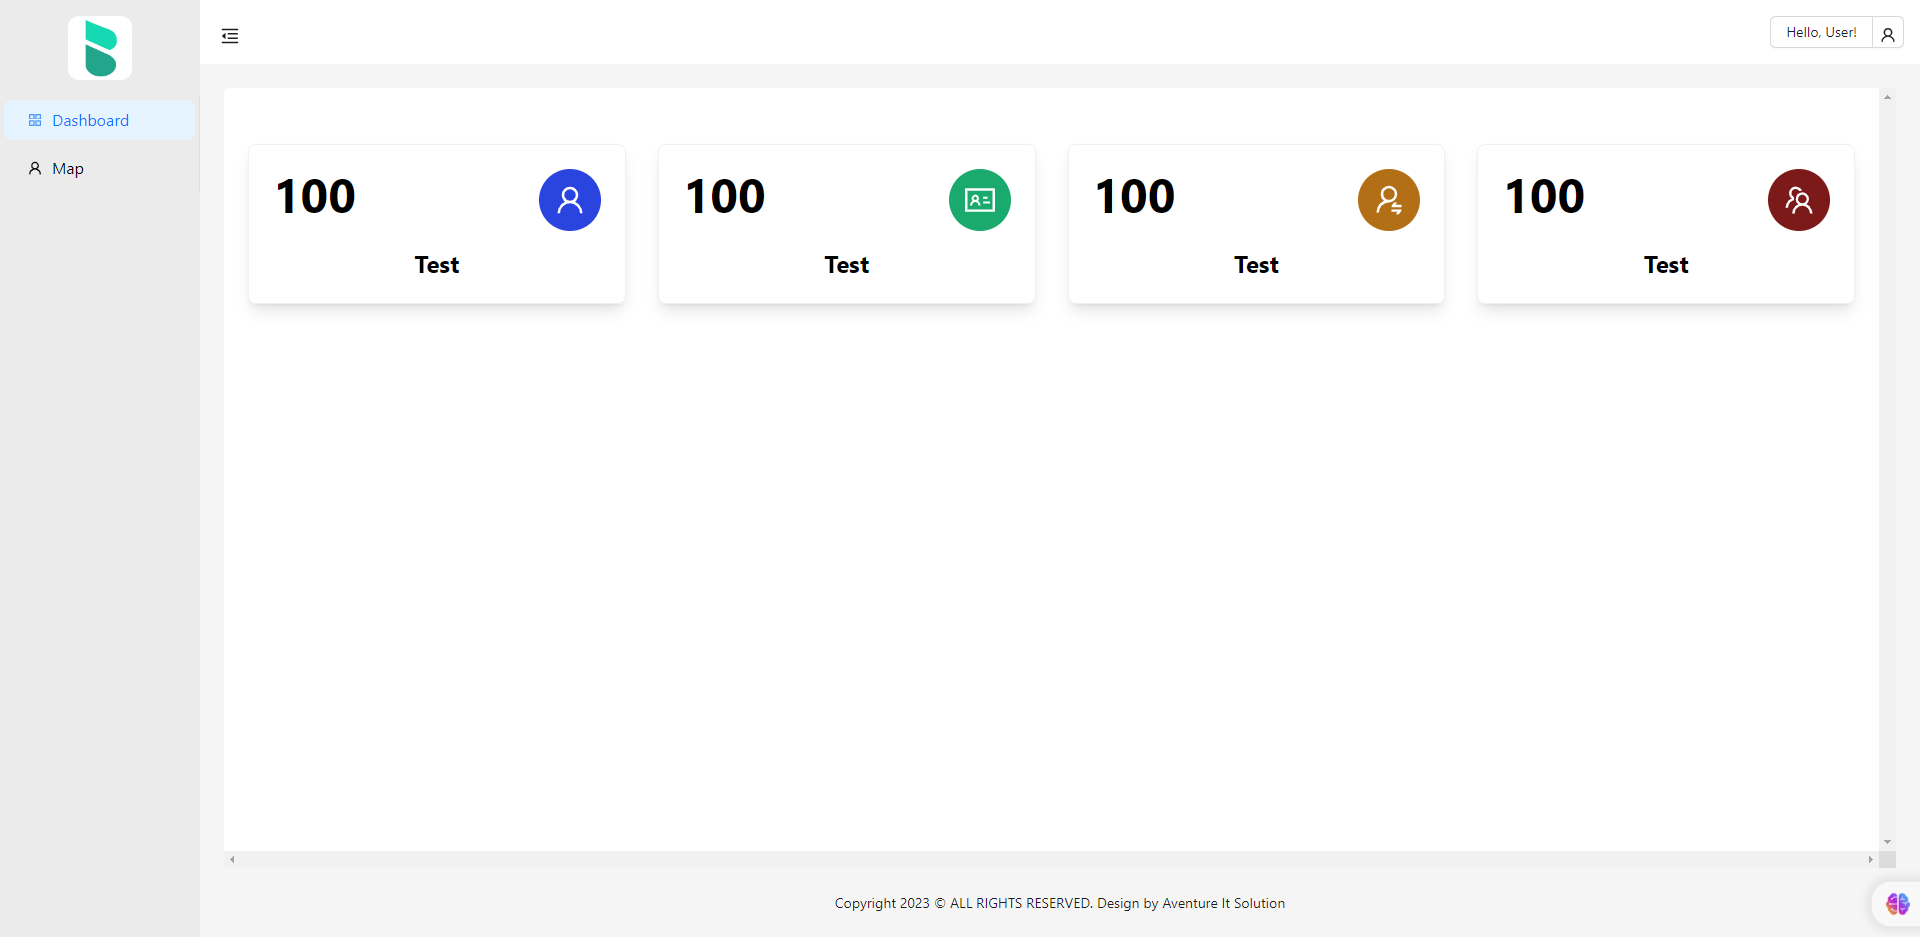 Hello, User!
Dashboard
Map
100
Test
100
Test
100
Test
100
Test
Copyright 2023 © ALL RIGHTS RESERVED. Design by Aventure It Solution